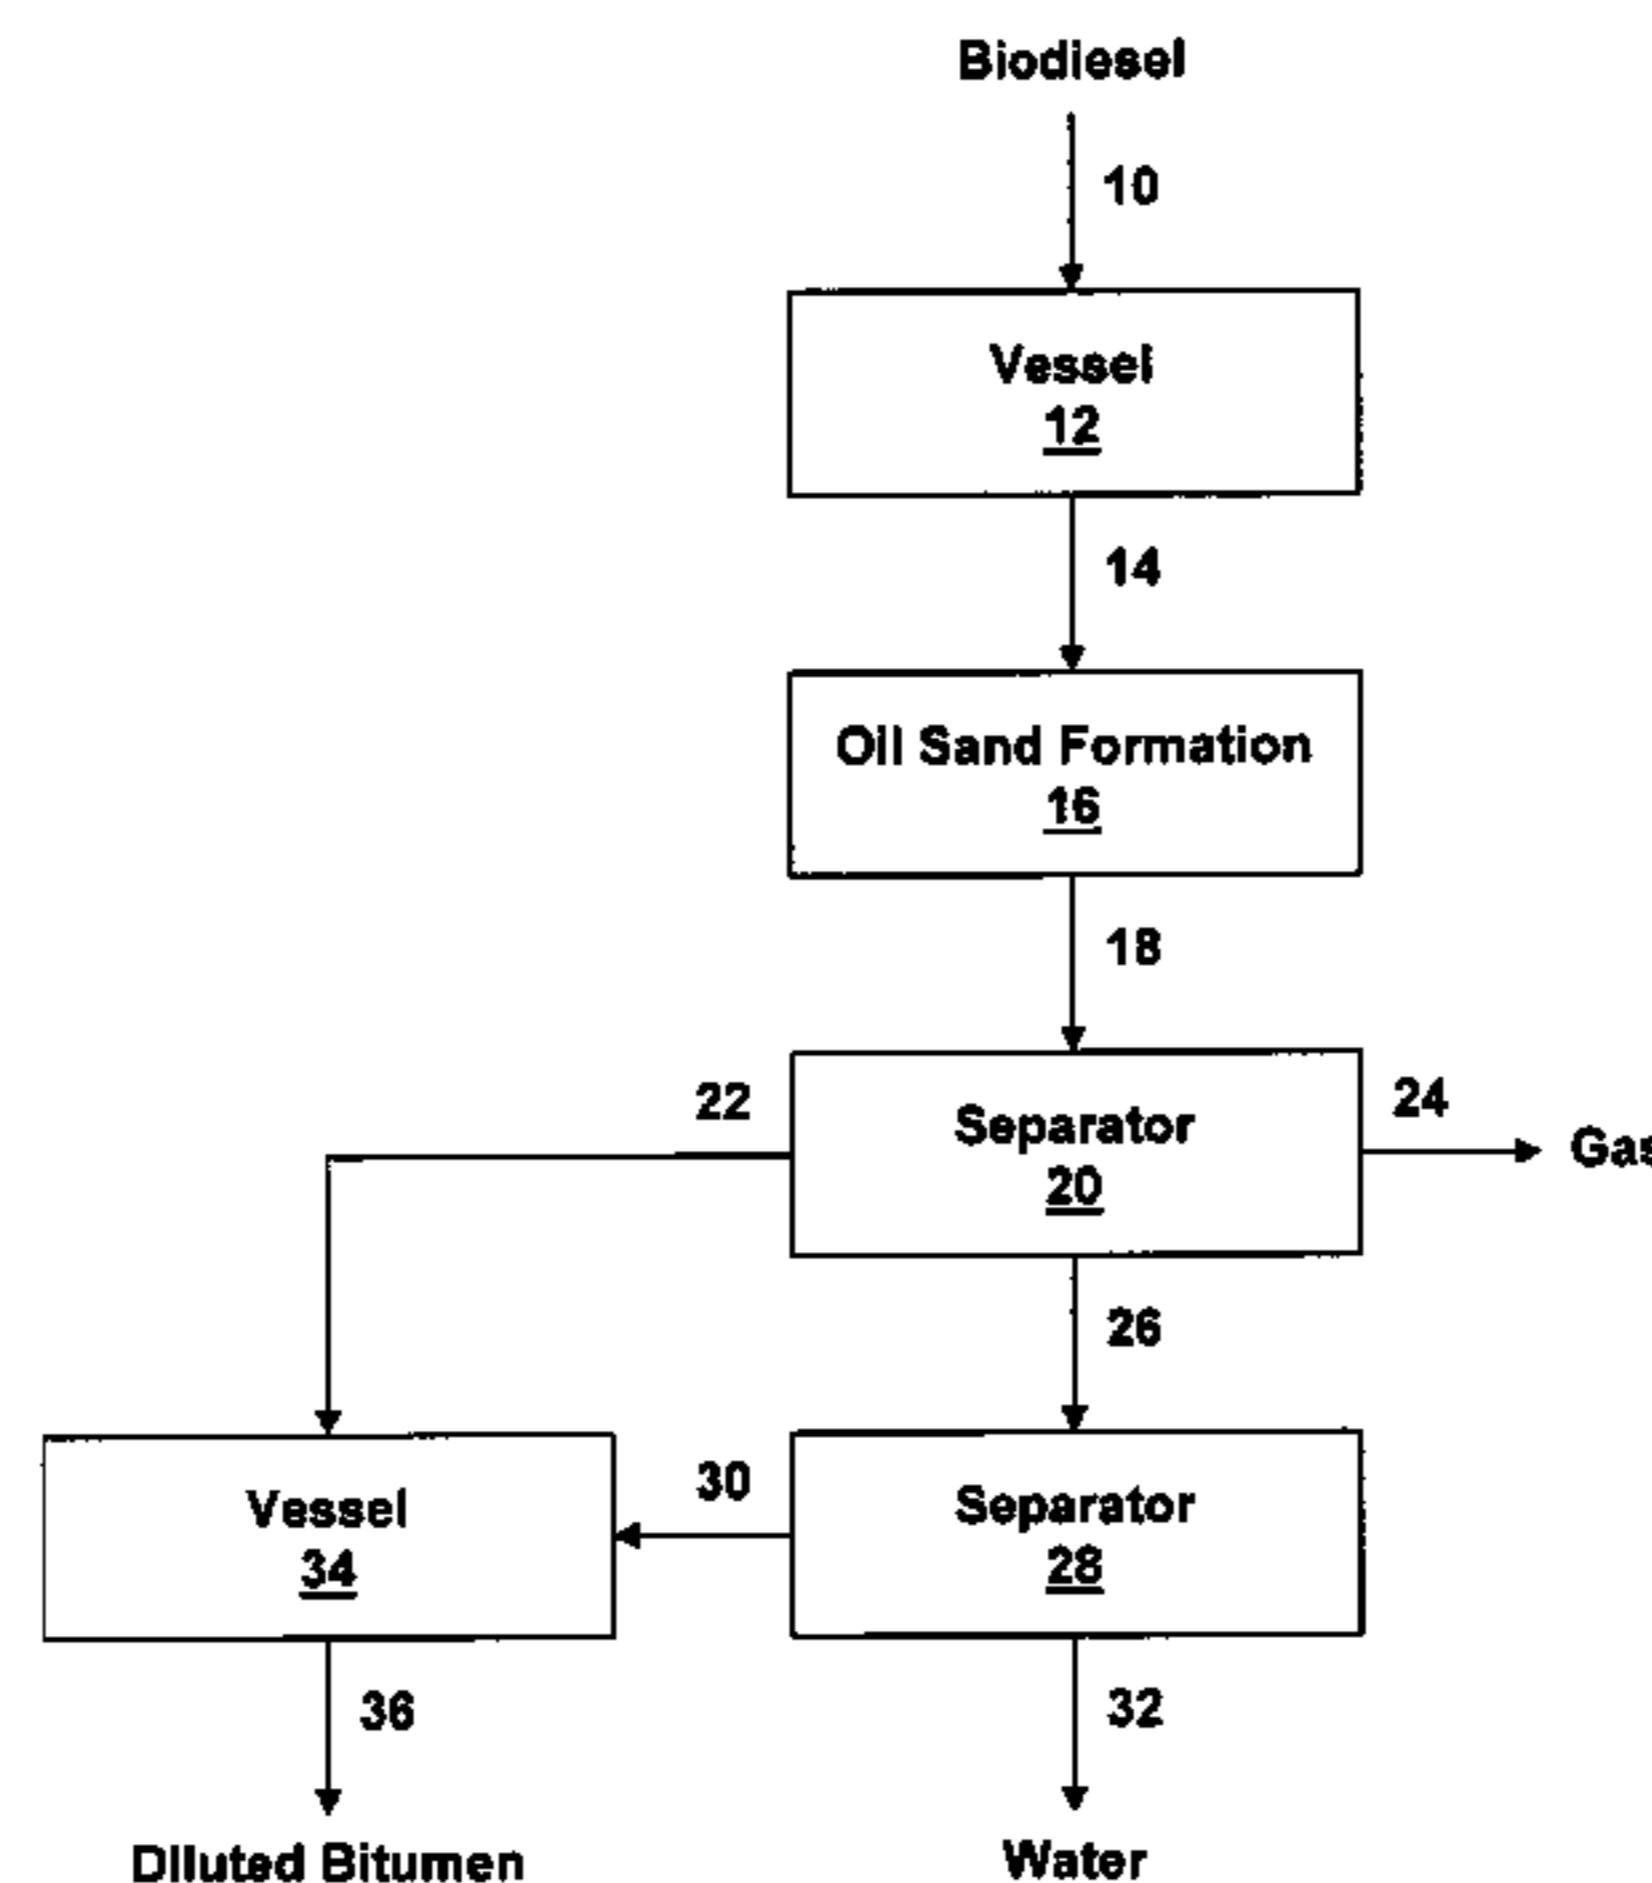 Biodiesel
10
Vessel
12
14
Oil Sand Formation
16
18
22
Separator
20
24
Gas
26
Vessel
34
30
Separator
28
36
32
Diluted Bitumen
Water